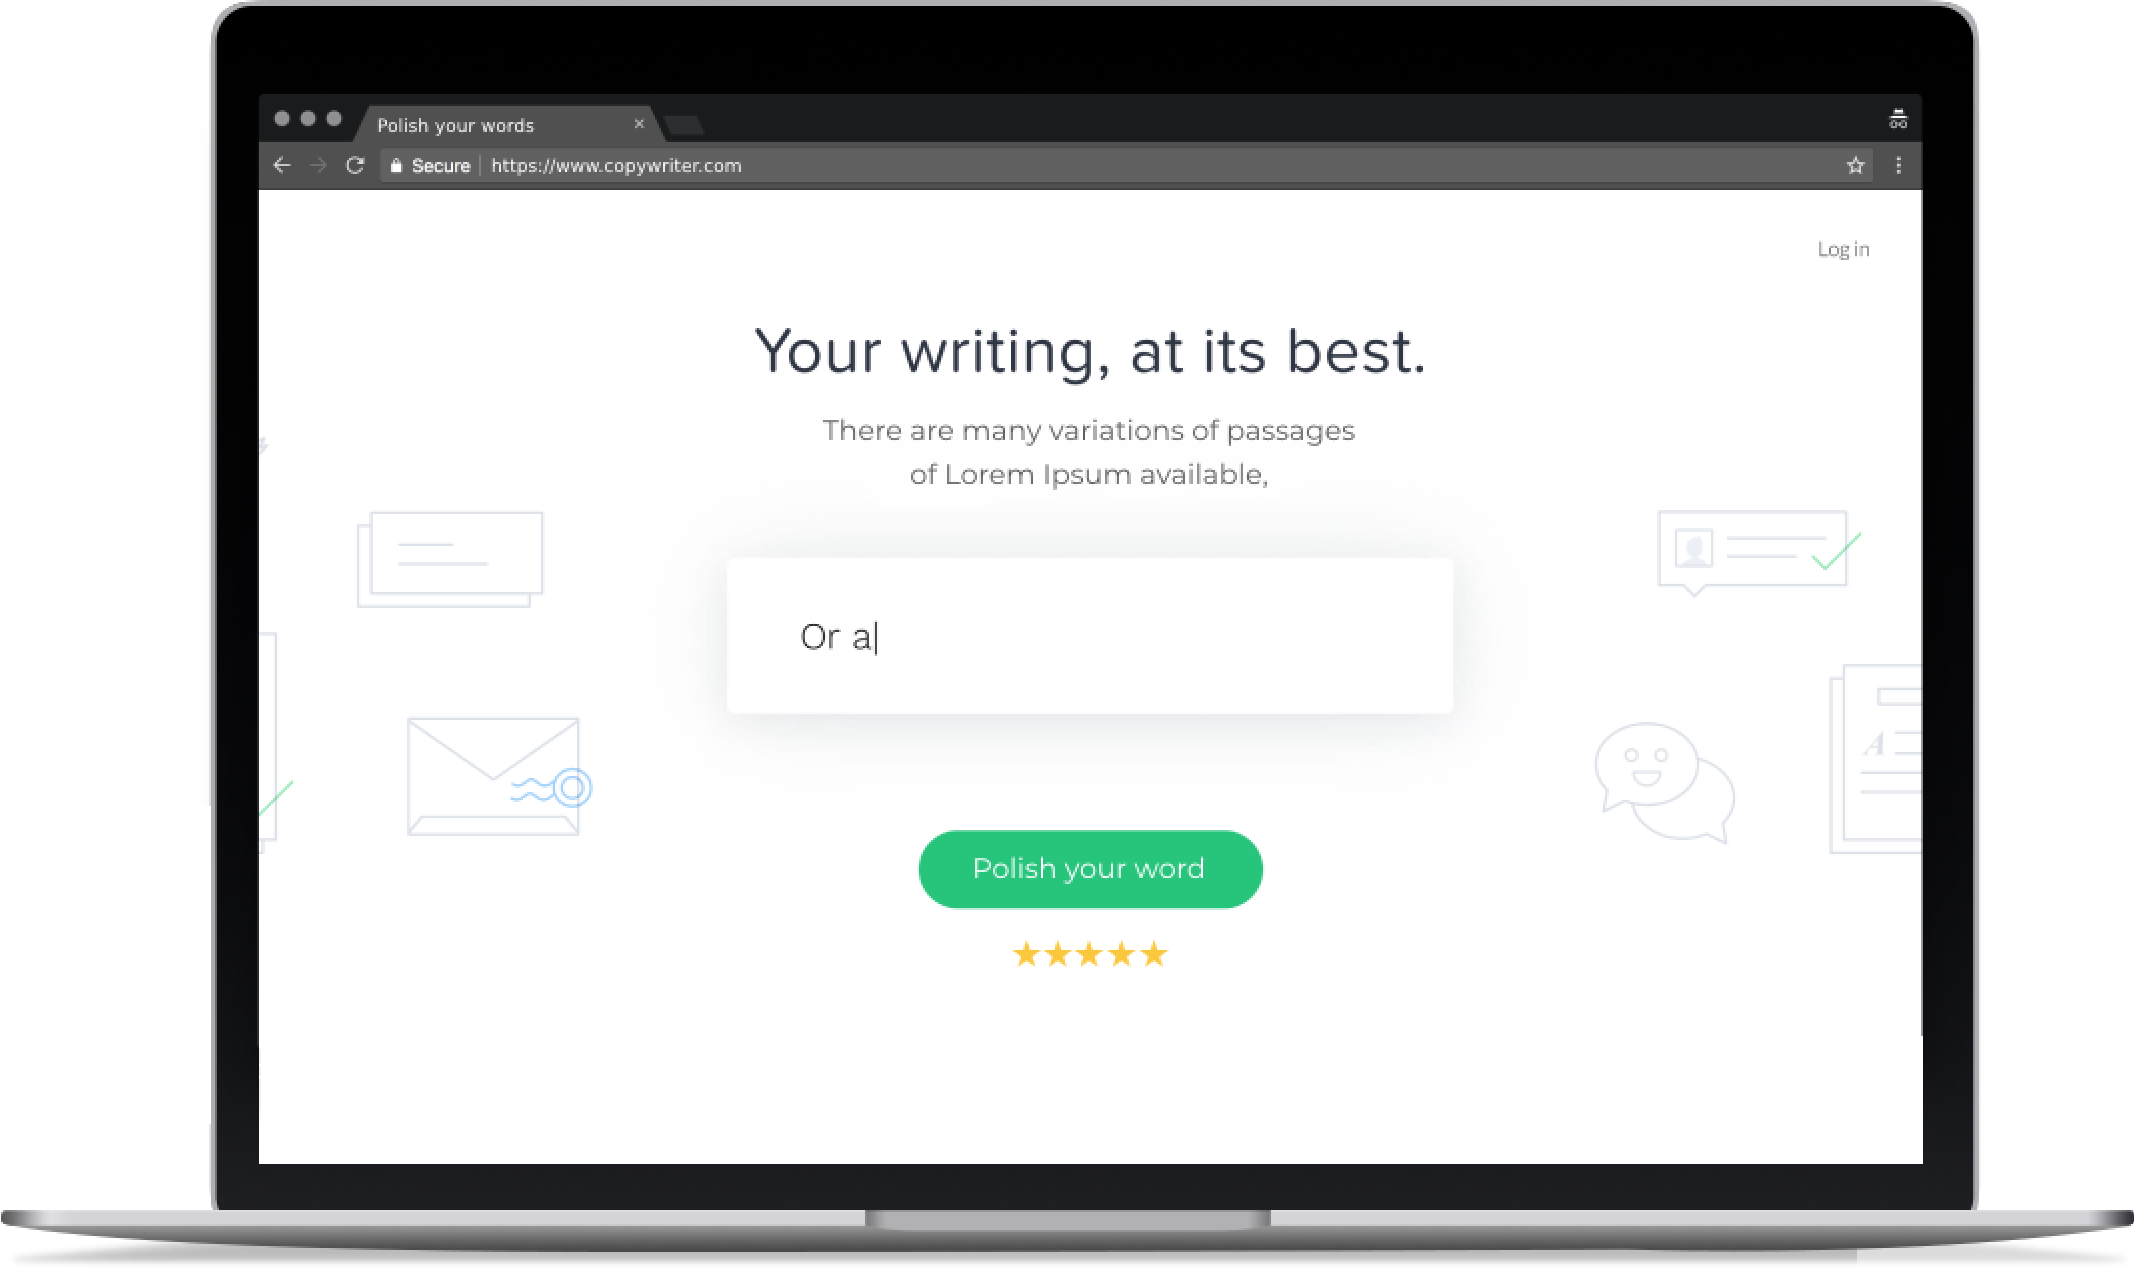 Polish your words
Secure https://www.copywriter.com
Log in
Your writing, at its best.
There are many variations of passages
of Lorem Ipsum available,
Or a
A
Polish your word